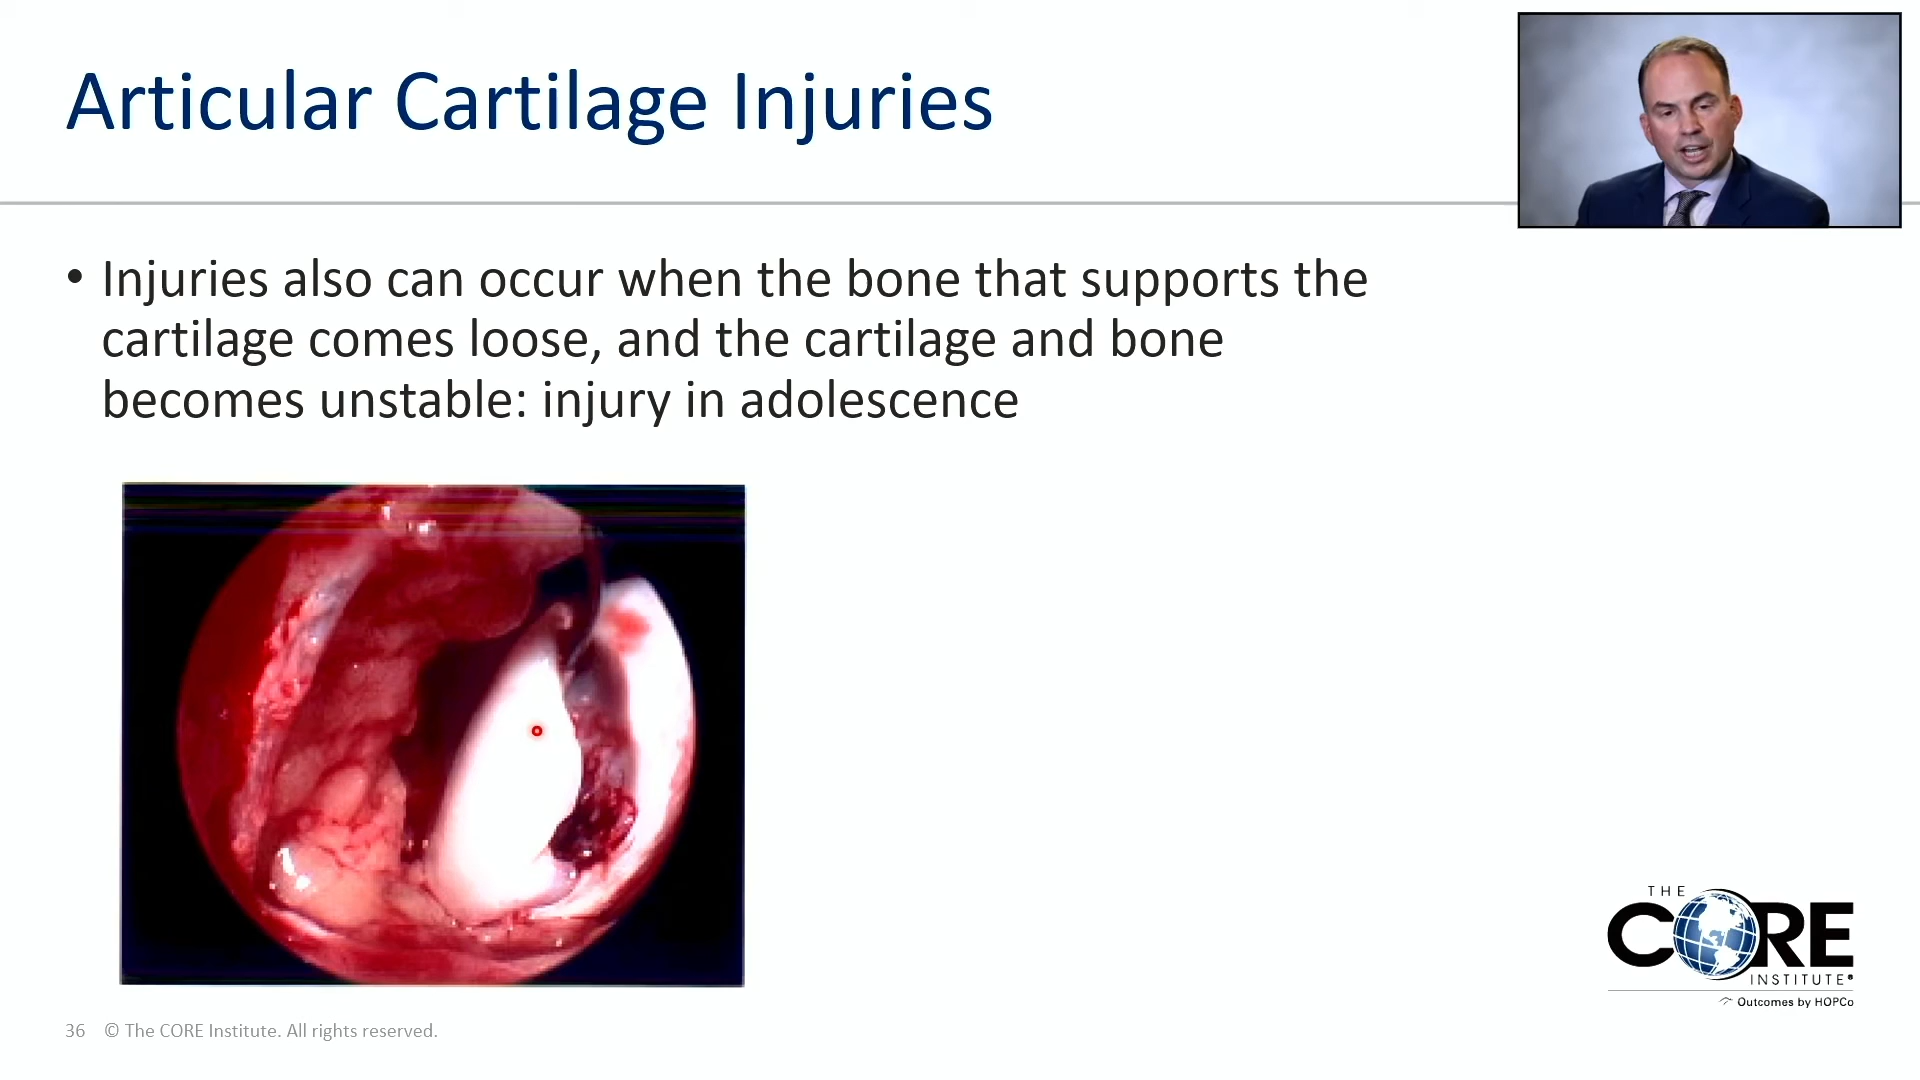 Articular Cartilage Injuries
• Injuries also can occur when the bone that supports the
cartilage comes loose, and the cartilage and bone
becomes unstable: injury in adolescence
THE
CORE
INSTITUTE®
Outcomes by HOPCo
36 © The CORE Institute. All rights reserved.